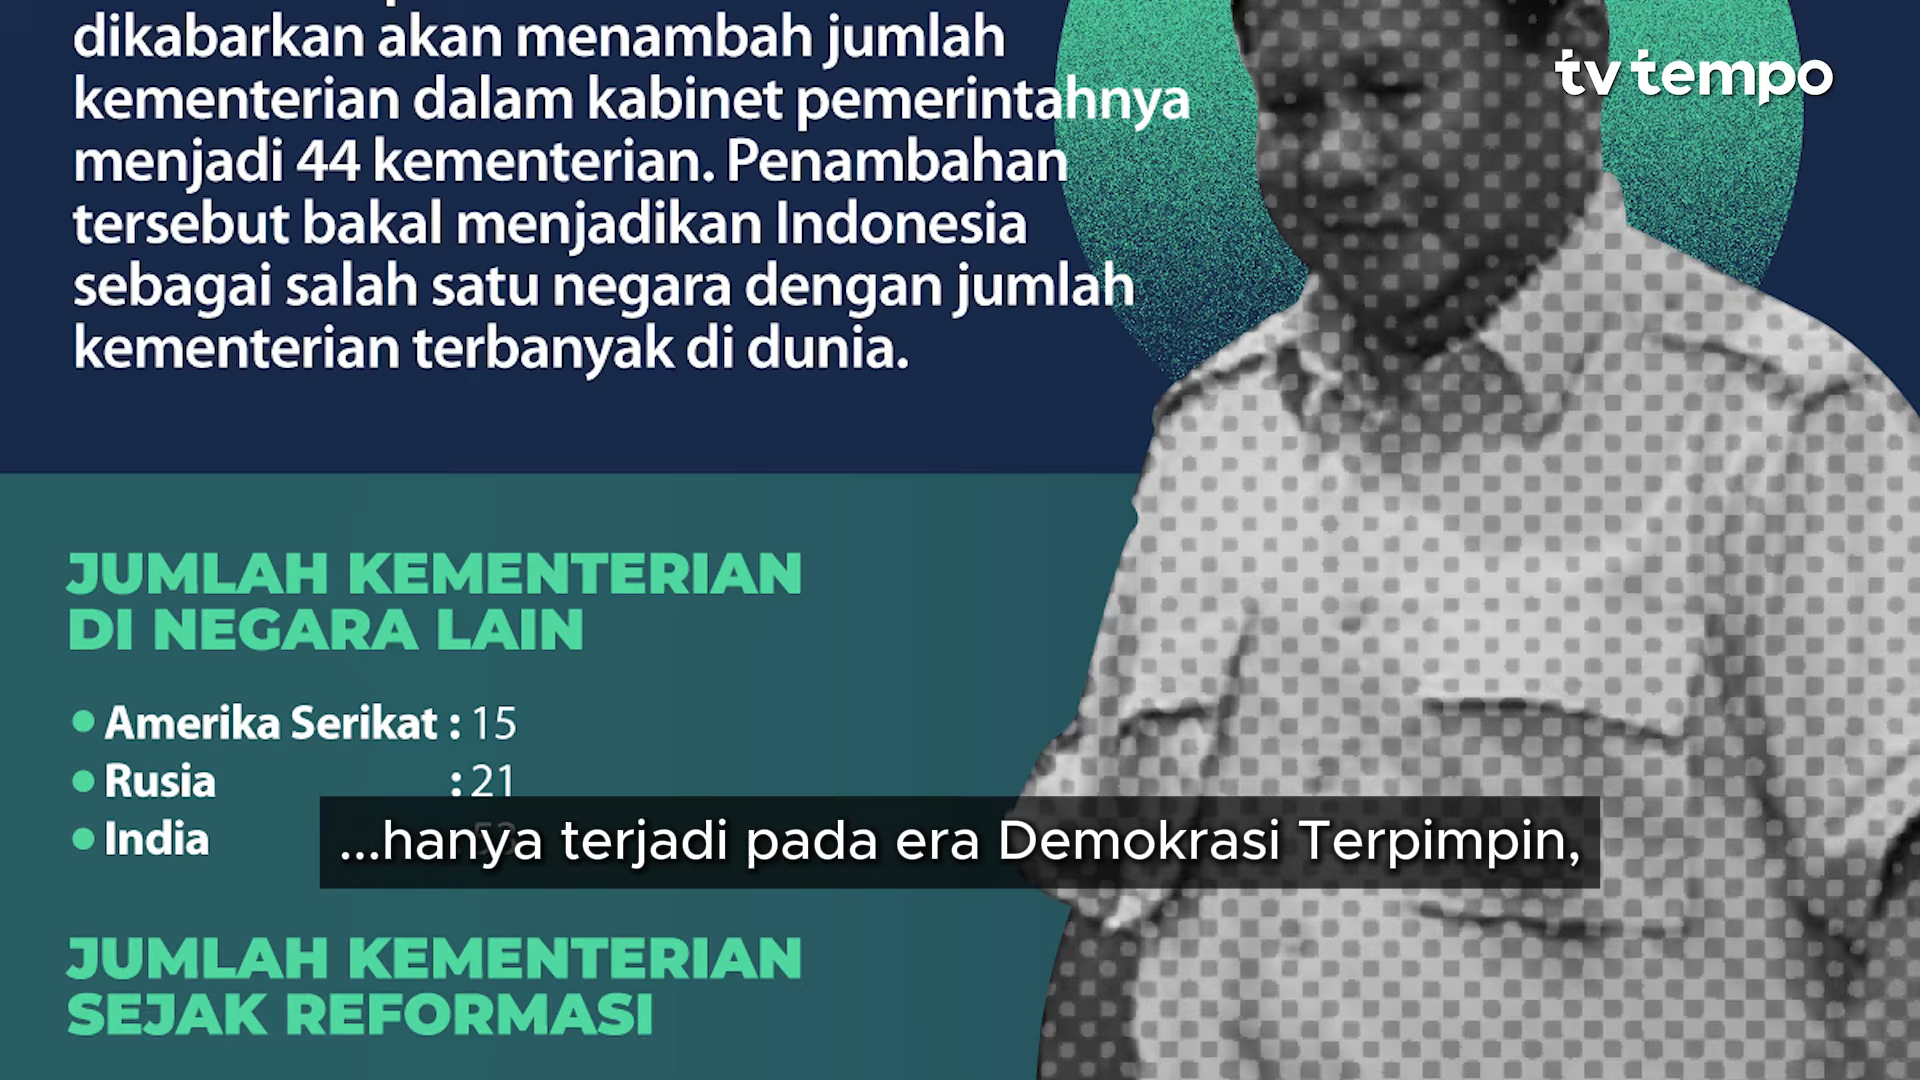 tv tempo
dikabarkan akan menambah jumlah
kementerian dalam kabinet pemerintahnya
menjadi 44 kementerian. Penambahan
tersebut bakal menjadikan Indonesia
sebagai salah satu negara dengan jumlah
kementerian terbanyak di dunia.
JUMLAH KEMENTERIAN
DI NEGARA LAIN
Amerika Serikat : 15
Rusia : 21
India
...hanya terjadi pada era Demokrasi Terpimpin,
JUMLAH KEMENTERIAN
SEJAK REFORMASI